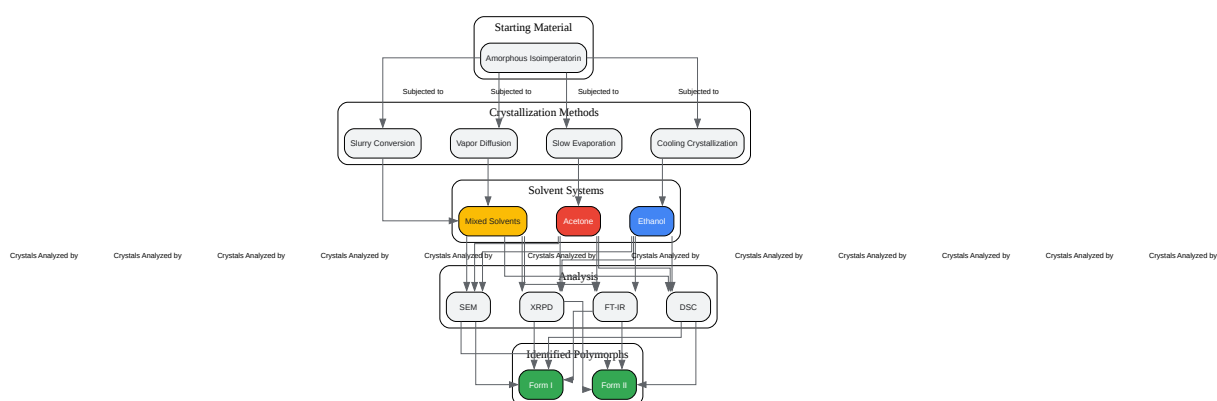 Starting Material
Amorphous Isoimperatorin
Subjected to
Subjected to
Subjected to
Subjected to
Crystallization Methods
Slurry Conversion
Vapor Diffusion
Slow Evaporation
Cooling Crystallization
Solvent Systems
Mixed Solvents
Acetone
Ethanol
Crystals Analyzed by
Crystals Analyzed by
Crystals Analyzed by
Crystals Analyzed by
Crystals Analyzed by
Crystals Analyzed by
Crystals Analyzed by
Crystals Analyzed by
Crystals Analyzed by
Crystals Analyzed by
Crystals Analyzed by
Crystals Analyzed by
Analysis
SEM
XRPD
FT-IR
DSC
Identified Polymorphs
Form I
Form II